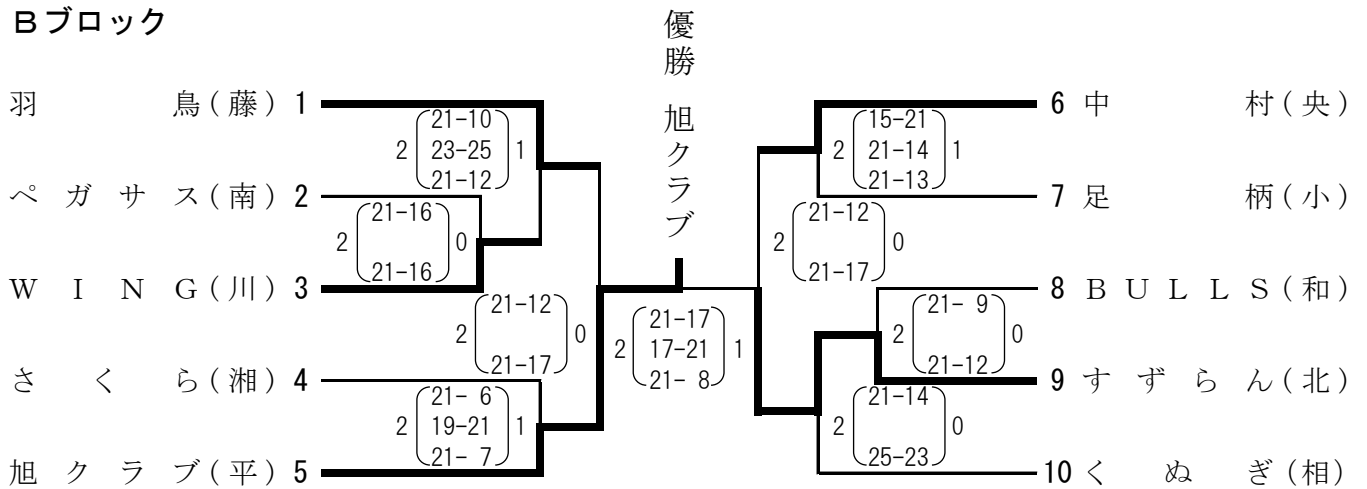 Bブロック
優勝 旭クラブ
羽鳥(藤) 1
21-10
2 23-25 1
21-12
ペガサス(南) 2
21-16
2 0
21-16
WING(川) 3
21-12
2 0
21-17
さくら(湘) 4
21- 6
2 19-21 1
21- 7
旭クラブ(平) 5
21-17
2 17-21 1
21- 8
6 中村(央)
15-21
2 21-14 1
21-13
7 足柄(小)
21-12
2 0
21-17
8 BULLS(和)
21- 9
2 0
21-12
9 すずらん(北)
21-14
2 0
25-23
10 くぬぎ(相)